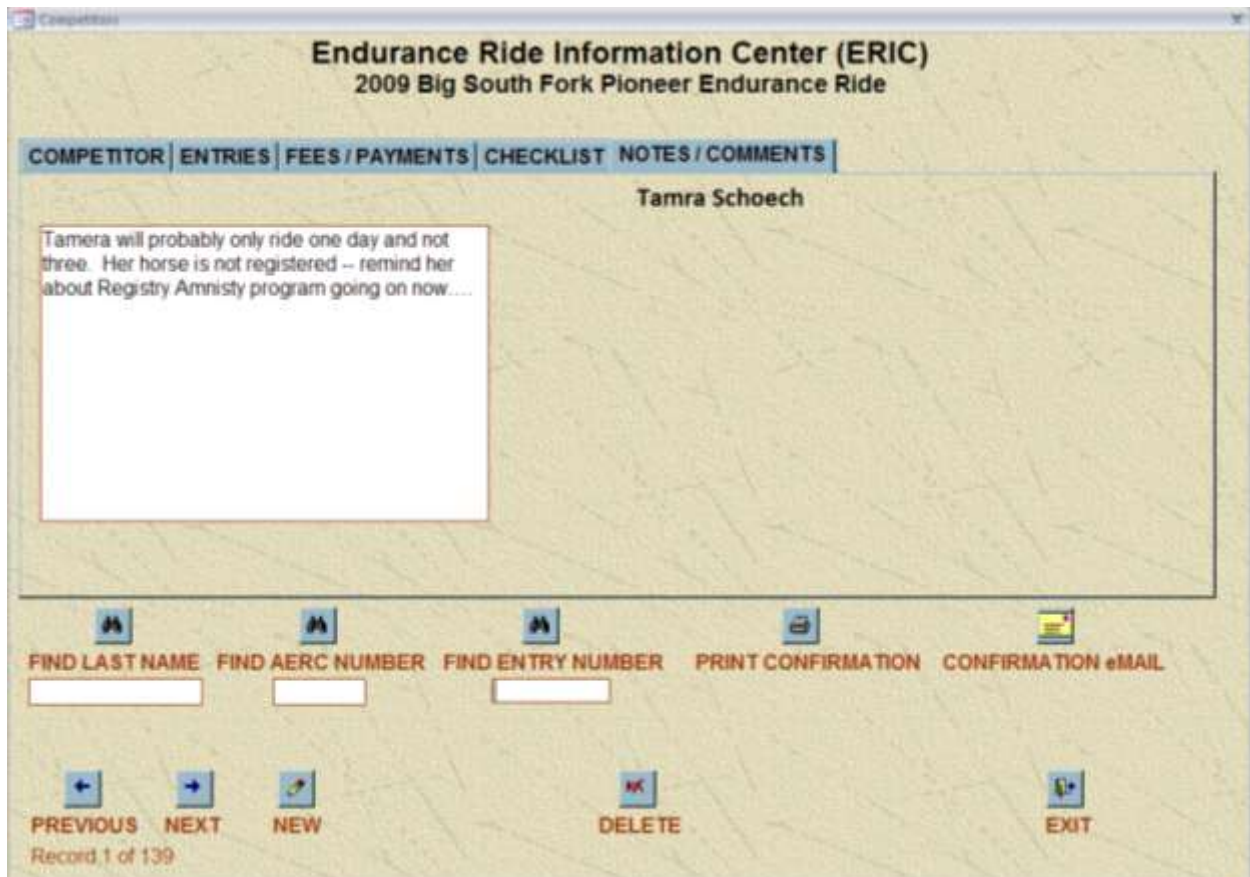 Competitors
Endurance Ride Information Center (ERIC)
2009 Big South Fork Pioneer Endurance Ride
COMPETITOR ENTRIES FEES / PAYMENTS CHECKLIST NOTES / COMMENTS
Tamra Schoech
Tamera will probably only ride one day and not
three. Her horse is not registered -- remind her
about Registry Amnisty program going on now....
FIND LAST NAME FIND AERC NUMBER FIND ENTRY NUMBER PRINT CONFIRMATION CONFIRMATION eMAIL
PREVIOUS NEXT NEW DELETE EXIT
Record 1 of 139